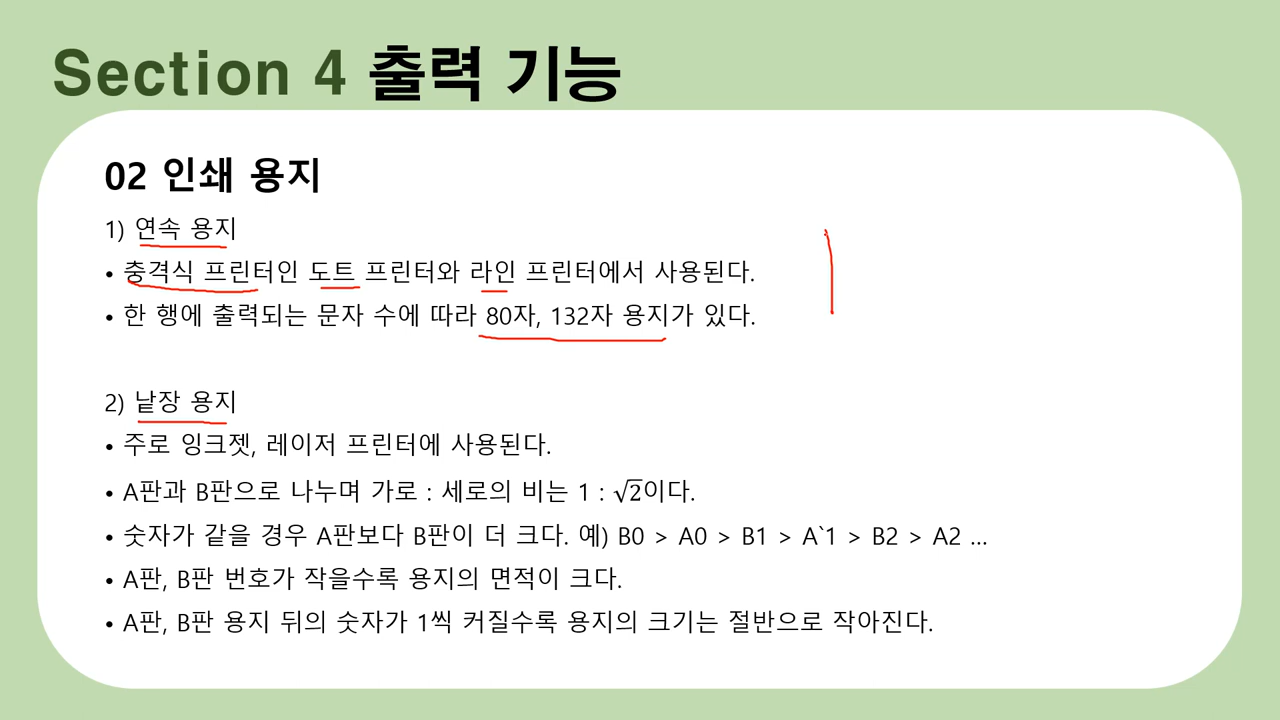 Section 4 출력 기능
02 인쇄 용지
1) 연속 용지
• 충격식 프린터인 도트 프린터와 라인 프린터에서 사용된다.
• 한 행에 출력되는 문자 수에 따라 80자, 132자 용지가 있다.
2) 낱장 용지
• 주로 잉크젯, 레이저 프린터에 사용된다.
• A판과 B판으로 나누며 가로 : 세로의 비는 1 : √2이다.
• 숫자가 같을 경우 A판보다 B판이 더 크다. 예) B0 > A0 > B1 > A`1 > B2 > A2 ...
• A판, B판 번호가 작을수록 용지의 면적이 크다.
• A판, B판 용지 뒤의 숫자가 1씩 커질수록 용지의 크기는 절반으로 작아진다.